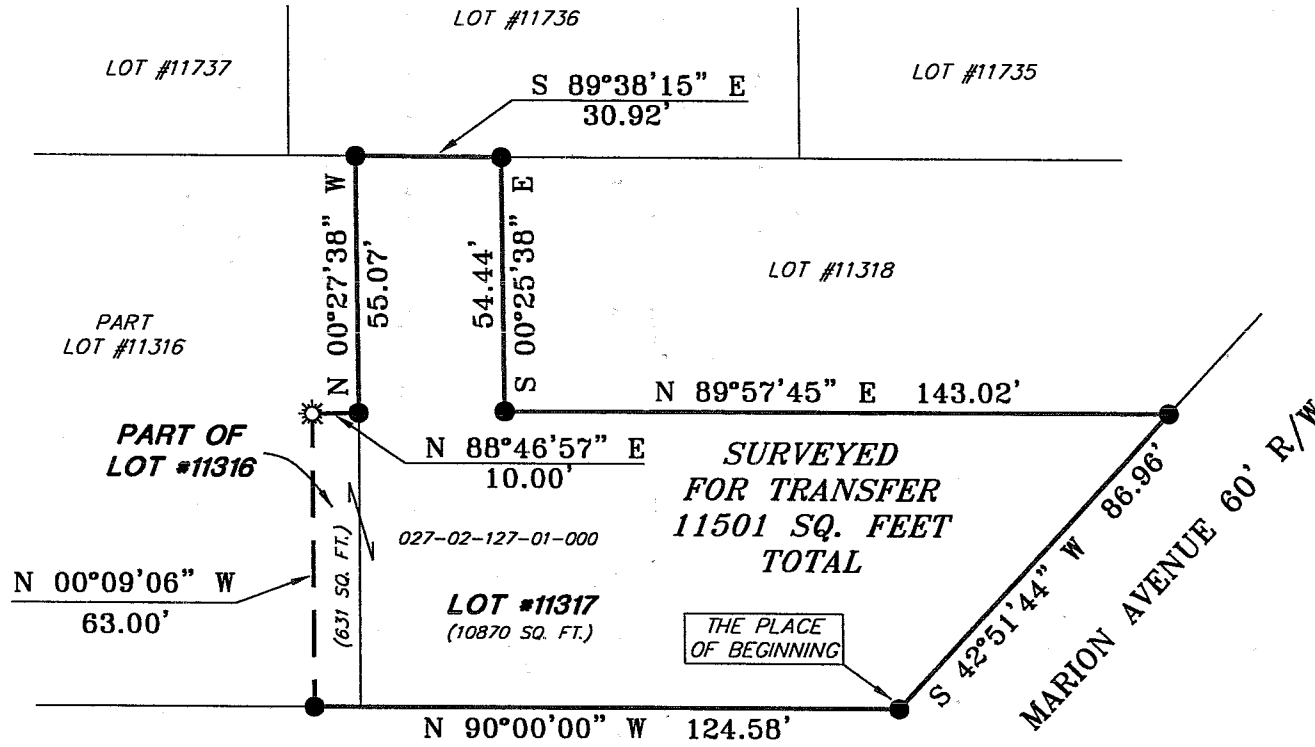 LOT #11736
LOT #11737
LOT #11735
S 89°38'15" E
30.92'
N 00°27'38" W
55.07'
54.44'
S 00°25'38" E
LOT #11318
PART
LOT #11316
N 89°57'45" E 143.02'
PART OF
LOT #11316
N 88°46'57" E
10.00'
SURVEYED
FOR TRANSFER
11501 SQ. FEET
TOTAL
S 42°51'44" W 86.96'
MARION AVENUE 60' R/W
027-02-127-01-000
(631 SQ. FT.)
N 00°09'06" W
63.00'
LOT #11317
(10870 SQ. FT.)
THE PLACE
OF BEGINNING
N 90°00'00" W 124.58'